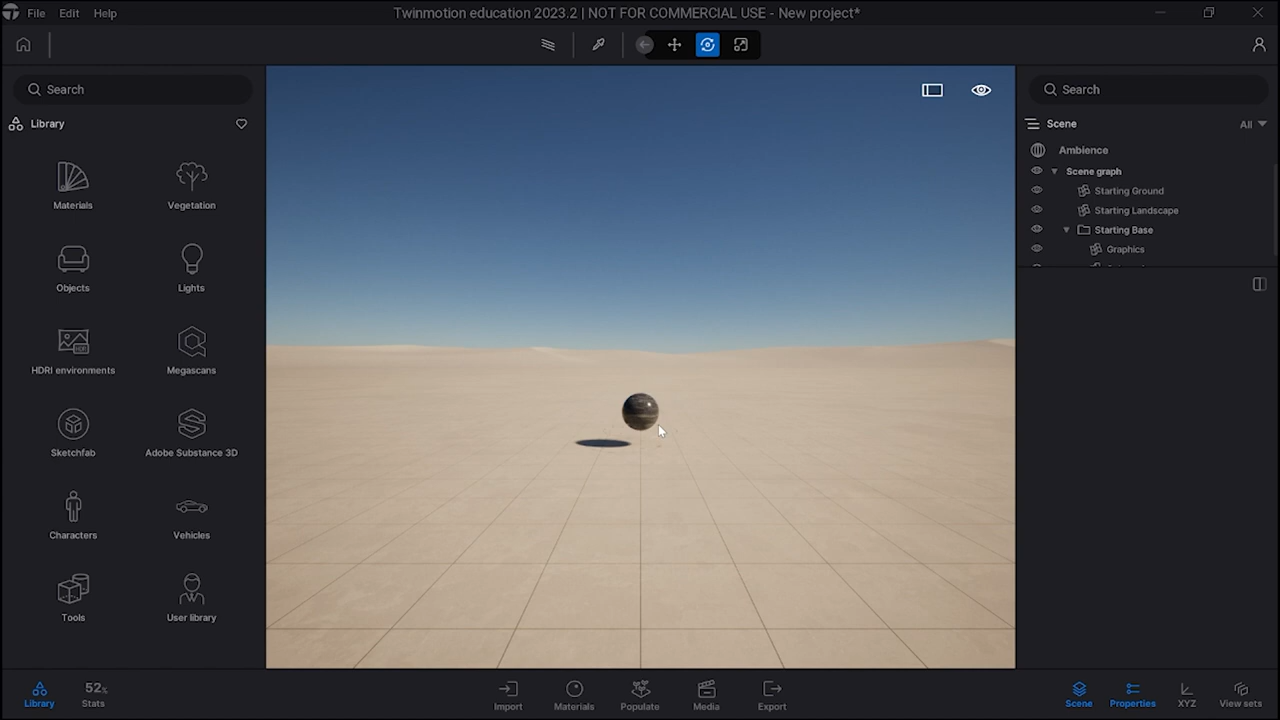 File Edit Help
Twinmotion education 2023.2 | NOT FOR COMMERCIAL USE - New project*
Search
Library
Materials
Vegetation
Objects
Lights
HDRI environments
Megascans
Sketchfab
Adobe Substance 3D
Characters
Vehicles
Tools
User library
Search
Scene
All
Ambience
Scene graph
Starting Ground
Starting Landscape
Starting Base
Graphics
Library
52%
Stats
Import
Materials
Populate
Media
Export
Scene
Properties
XYZ
View sets